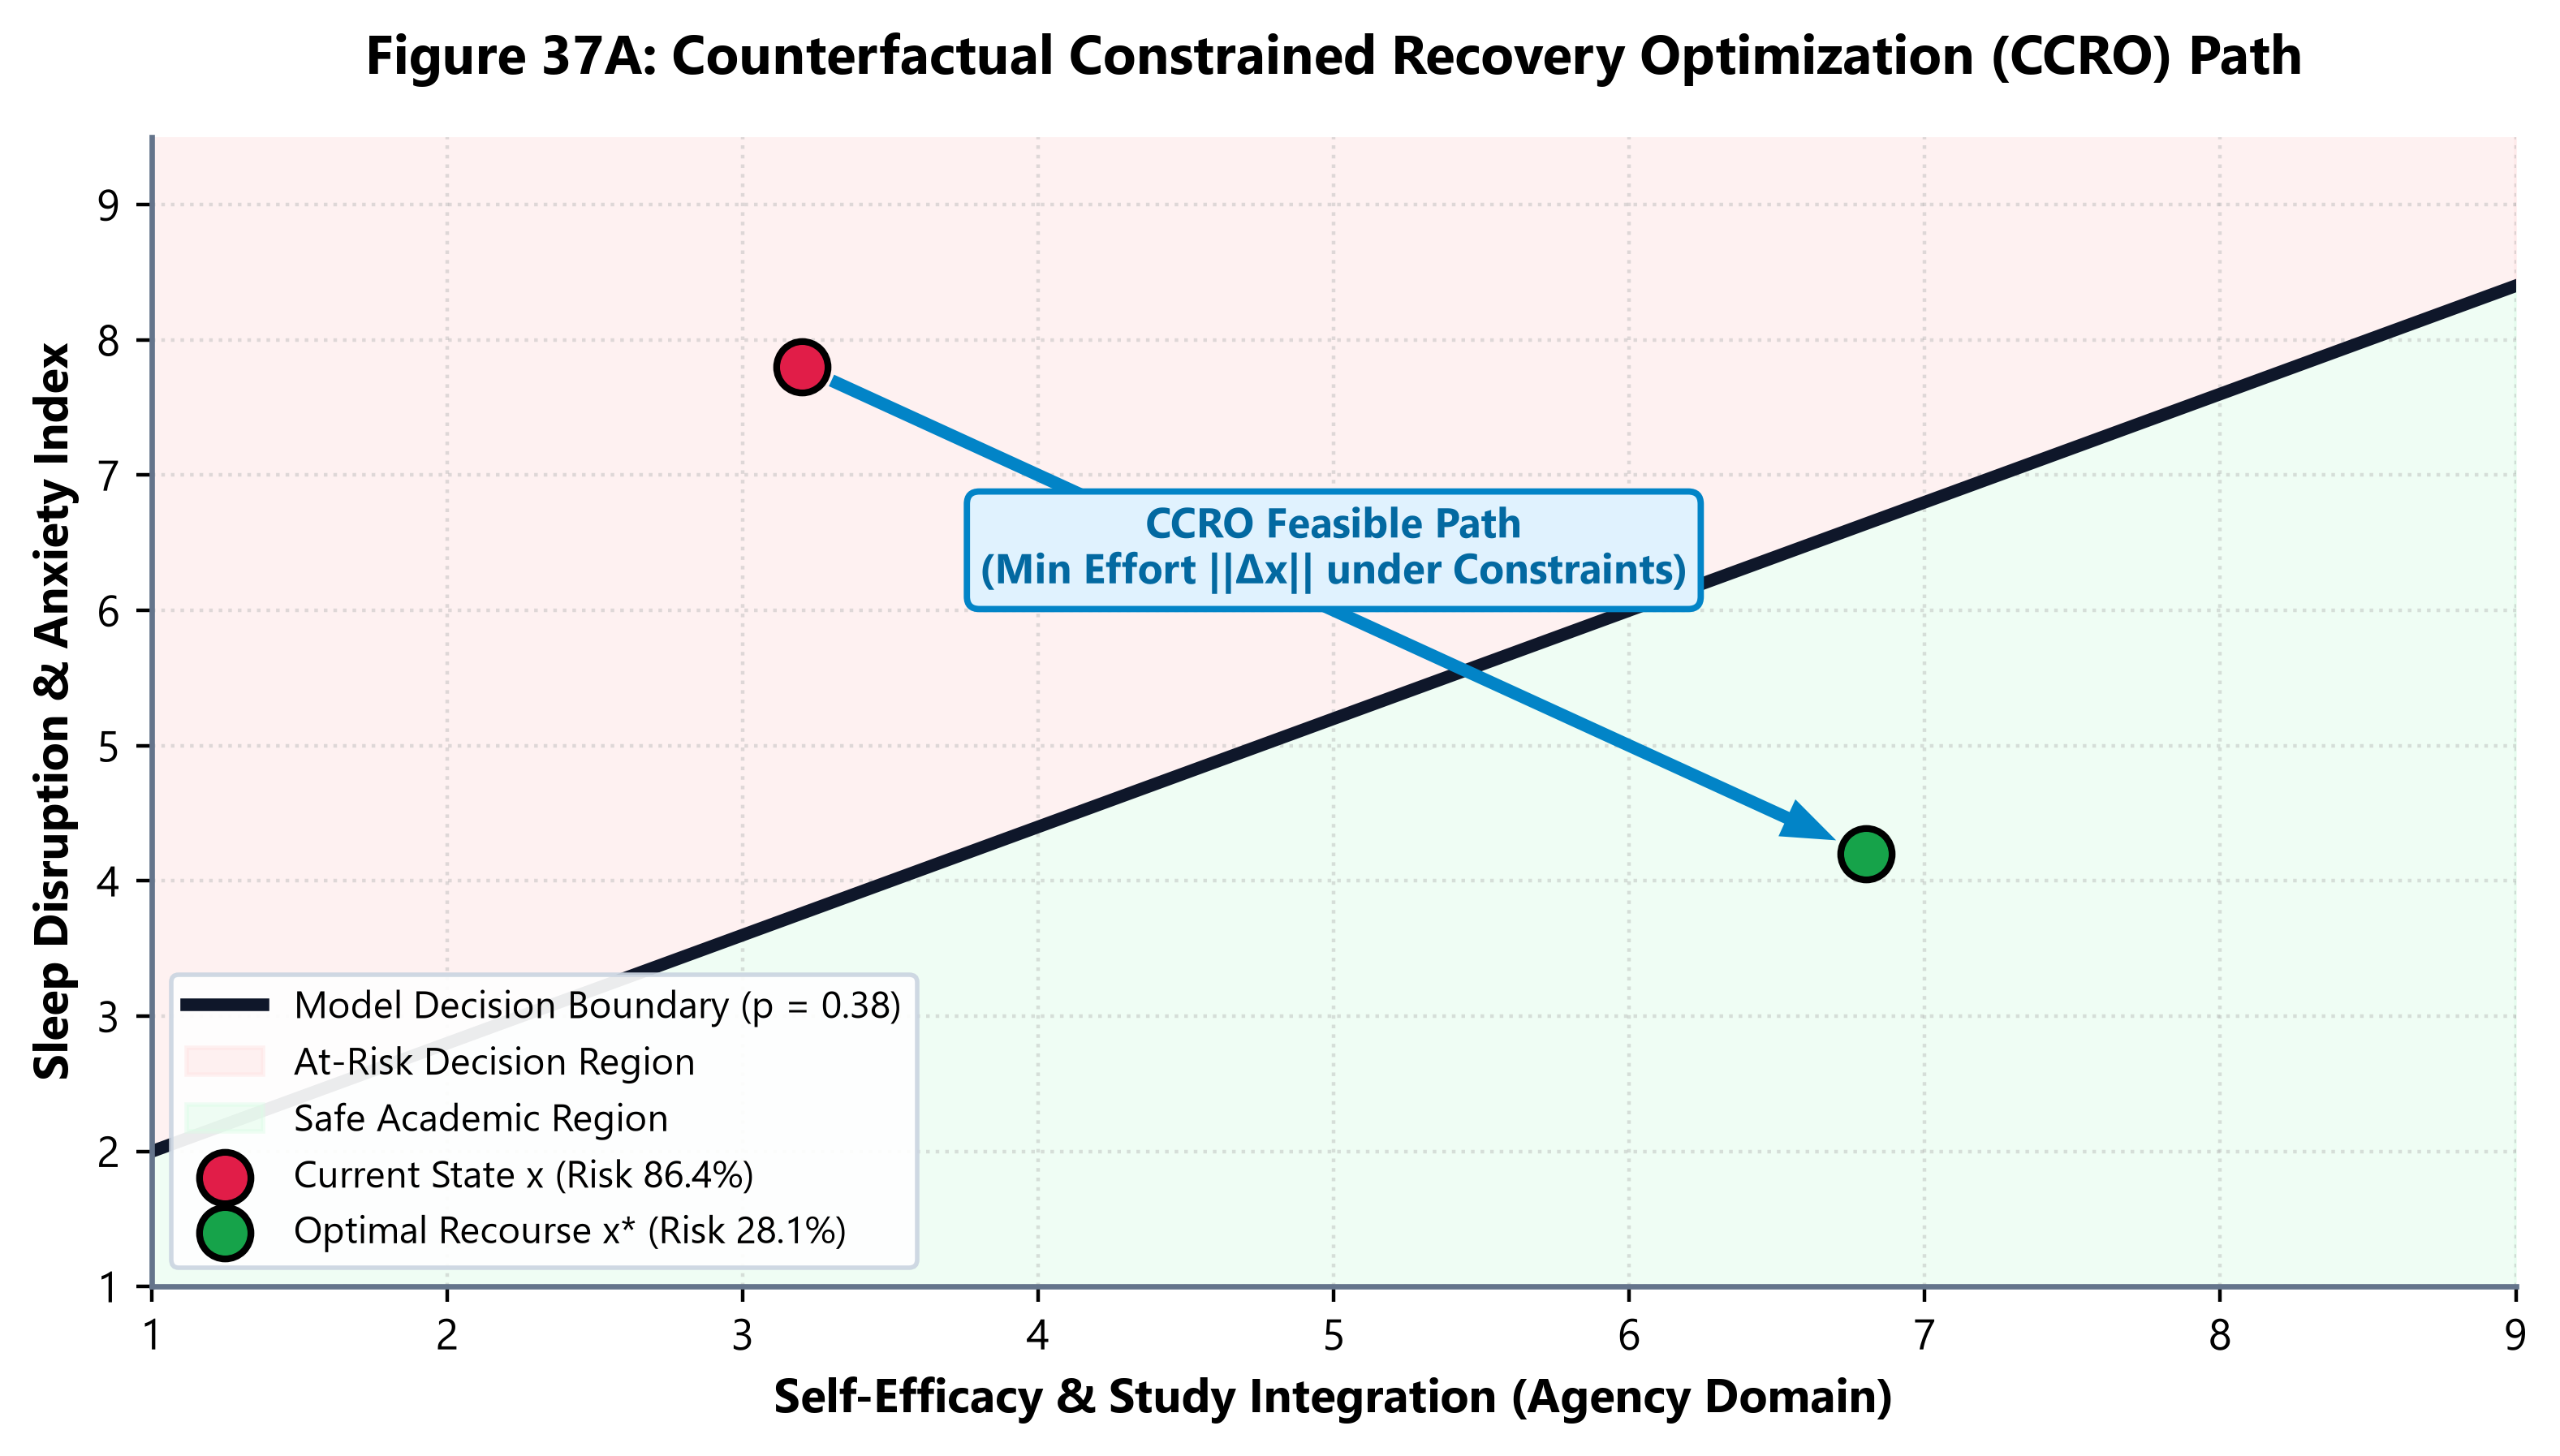 Figure 37A: Counterfactual Constrained Recovery Optimization (CCRO) Path
Sleep Disruption & Anxiety Index
9
8
7
6
5
4
3
2
1
CCRO Feasible Path
(Min Effort ||Δx|| under Constraints)
Model Decision Boundary (p = 0.38)
At-Risk Decision Region
Safe Academic Region
Current State x (Risk 86.4%)
Optimal Recourse x* (Risk 28.1%)
1 2 3 4 5 6 7 8 9
Self-Efficacy & Study Integration (Agency Domain)